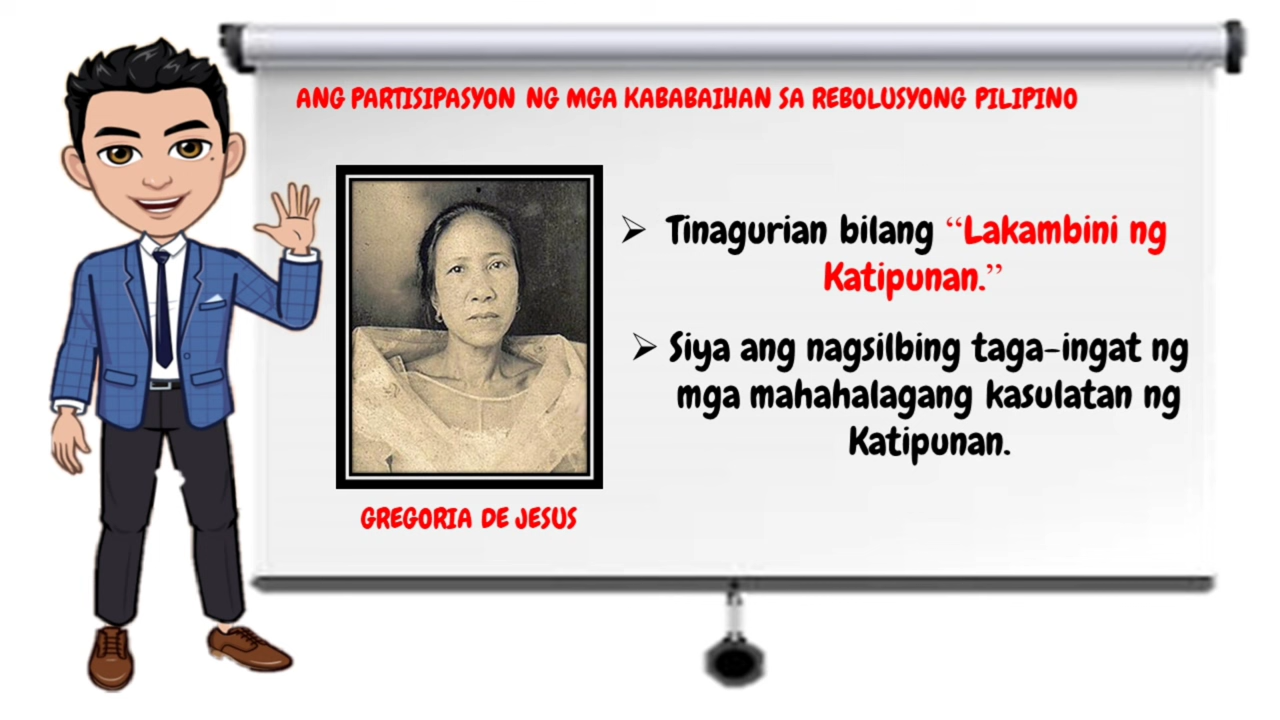 ANG PARTISIPASYON NG MGA KABABAIHAN SA REBOLUSYONG PILIPINO
➢ Tinagurian bilang “Lakambini ng
Katipunan.”
➢ Siya ang nagsilbing taga-ingat ng
mga mahahalagang kasulatan ng
Katipunan.
GREGORIA DE JESUS